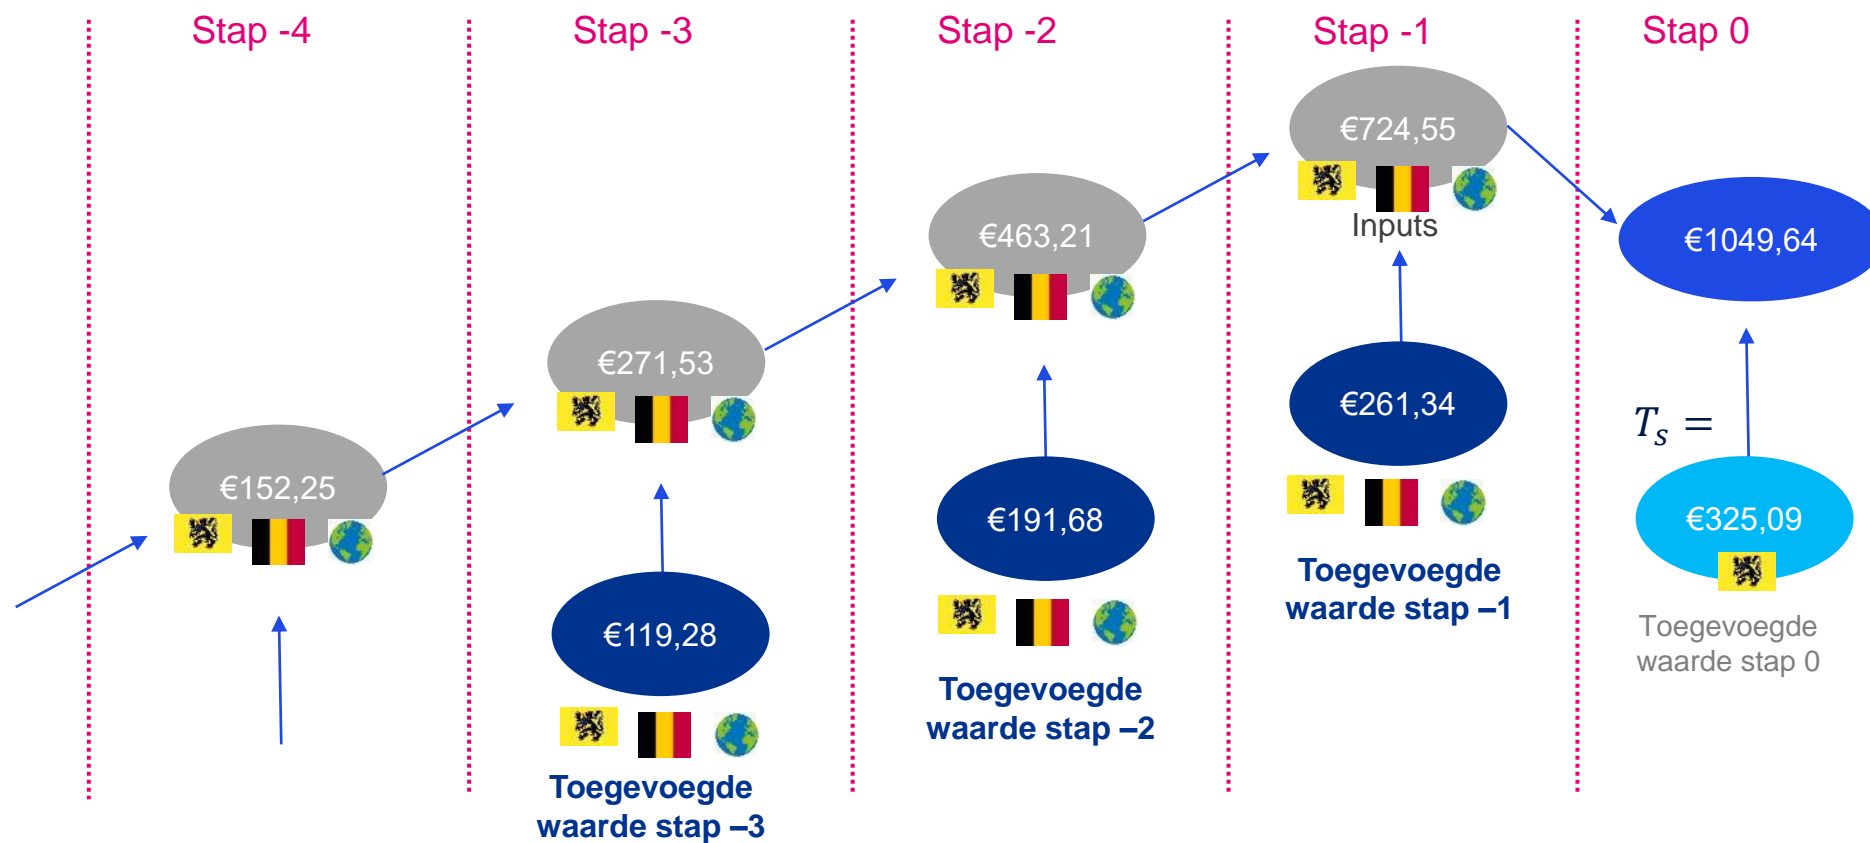 Stap -4
Stap -3
Stap -2
Stap -1
Stap 0
€724,55
Inputs
€463,21
€1049,64
€271,53
€261,34
T_s =
€152,25
€191,68
€325,09
€119,28
Toegevoegde
waarde stap –1
Toegevoegde
waarde stap 0
Toegevoegde
waarde stap –2
Toegevoegde
waarde stap –3